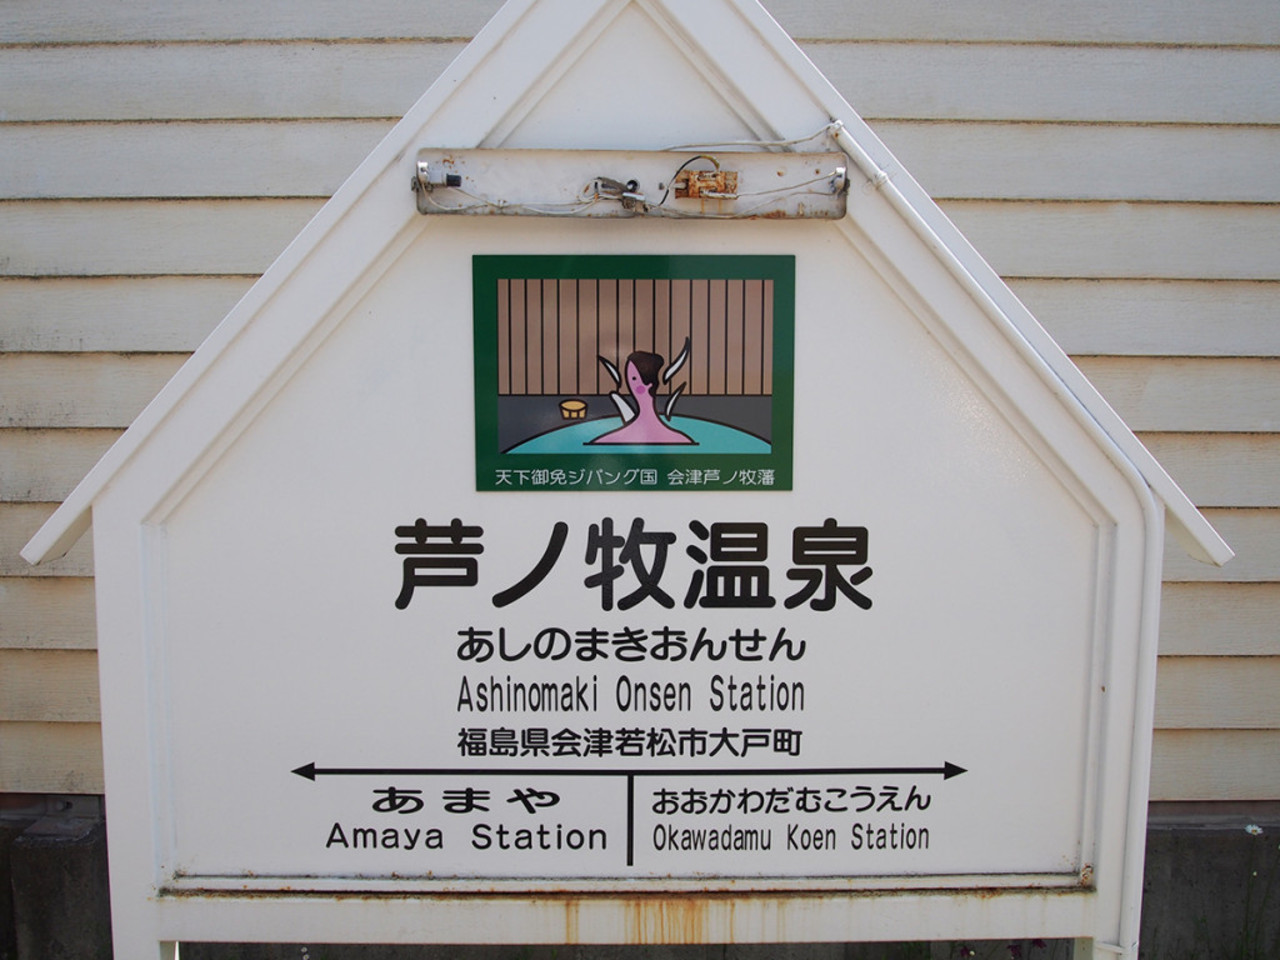 天下御免ジパング国 会津芦ノ牧藩
芦ノ牧温泉
あしのまきおんせん
Ashinomaki Onsen Station
福島県会津若松市大戸町
あまや
Amaya Station
おおかわだむこうえん
Okawadamu Koen Station